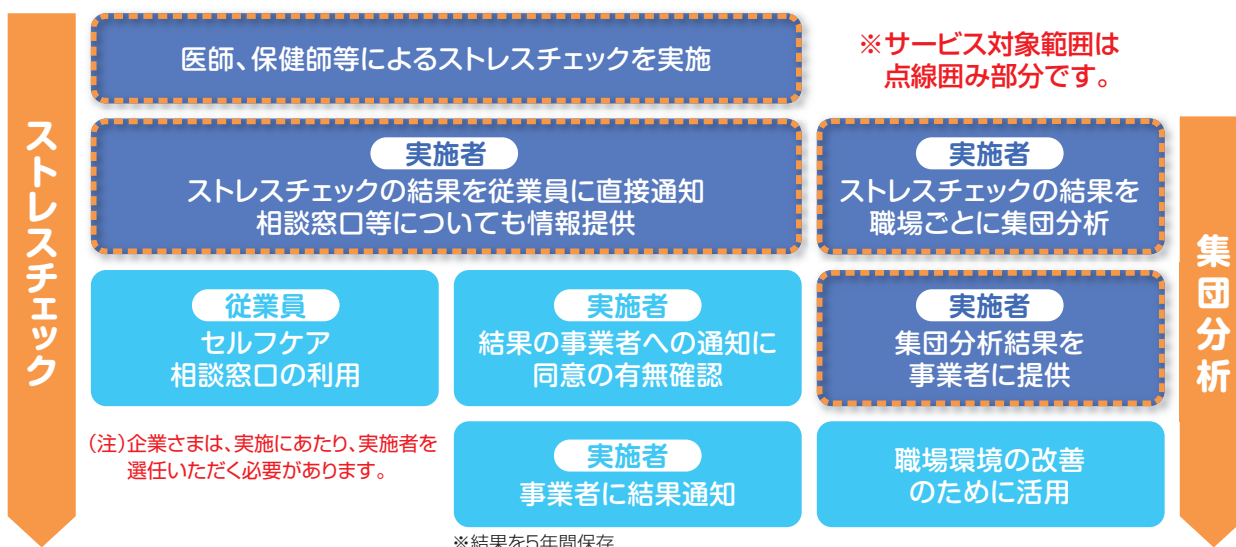 ストレスチェック
医師、保健師等によるストレスチェックを実施
※サービス対象範囲は
点線囲み部分です。
実施者
ストレスチェックの結果を従業員に直接通知
相談窓口等についても情報提供
実施者
ストレスチェックの結果を
職場ごとに集団分析
集団分析
従業員
セルフケア
相談窓口の利用
実施者
結果の事業者への通知に
同意の有無確認
実施者
集団分析結果を
事業者に提供
(注)企業さまは、実施にあたり、実施者を
選任いただく必要があります。
実施者
事業者に結果通知
職場環境の改善
のために活用
※結果を5年間保存